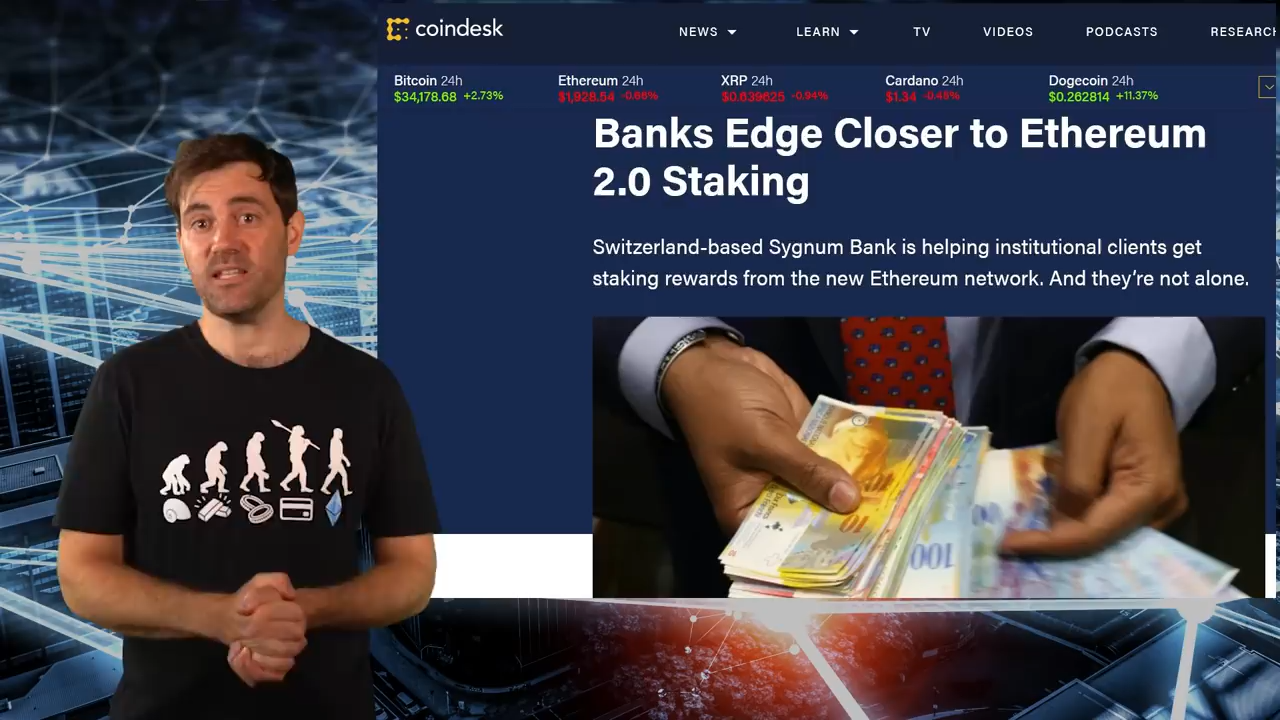 coindesk
NEWS LEARN TV VIDEOS PODCASTS RESEARCH
Bitcoin 24h Ethereum 24h XRP 24h Cardano 24h Dogecoin 24h
$34,178.68 +2.73% $1,928.54 -0.66% $0.639625 -0.94% $1.34 -0.48% $0.262814 +11.37%
Banks Edge Closer to Ethereum
2.0 Staking
Switzerland-based Sygnum Bank is helping institutional clients get
staking rewards from the new Ethereum network. And they’re not alone.
10
100